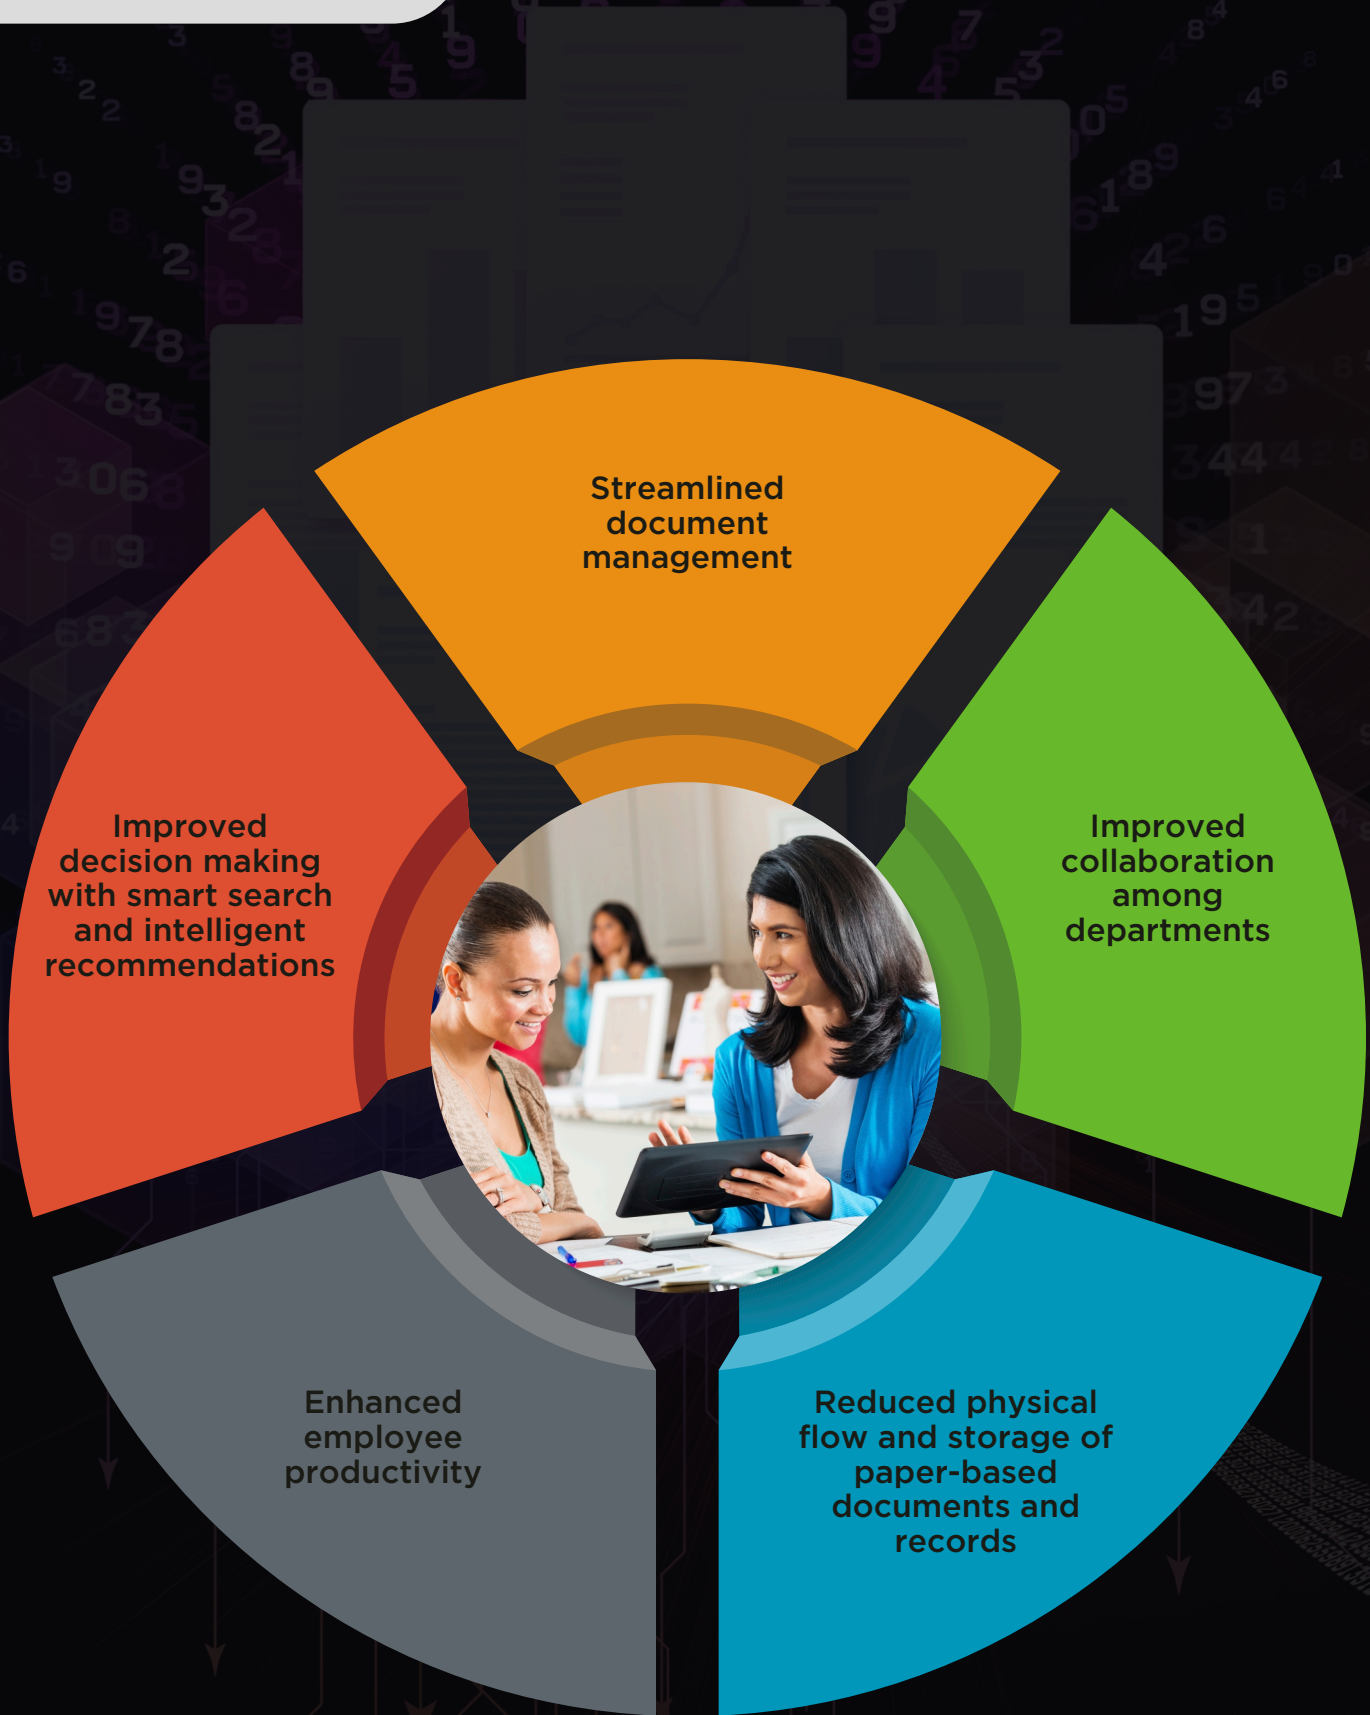 Streamlined
document
management
Improved
decision making
with smart search
and intelligent
recommendations
Improved
collaboration
among
departments
Enhanced
employee
productivity
Reduced physical
flow and storage of
paper-based
documents and
records